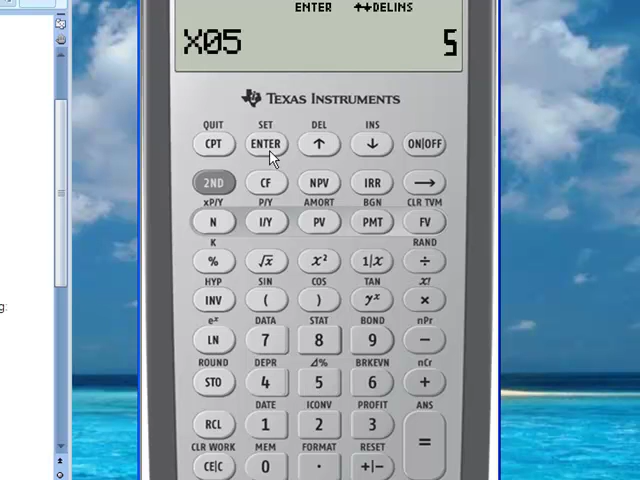 ENTER ↑↓DELINS
X05 5
TEXAS INSTRUMENTS
QUIT SET DEL INS
CPT ENTER ↑ ↓ ON|OFF
2ND CF NPV IRR →
xP/Y P/Y AMORT BGN CLR TVM
N I/Y PV PMT FV
K RAND
% √x x² 1/x ÷
HYP SIN COS TAN x!
INV ( ) yˣ ×
eˣ DATA STAT BOND nPr
LN 7 8 9 −
ROUND DEPR Δ% BRKEVN nCr
STO 4 5 6 +
DATE ICONV PROFIT ANS
RCL 1 2 3 =
CLR WORK MEM FORMAT RESET
CE|C 0 . +|−
g: